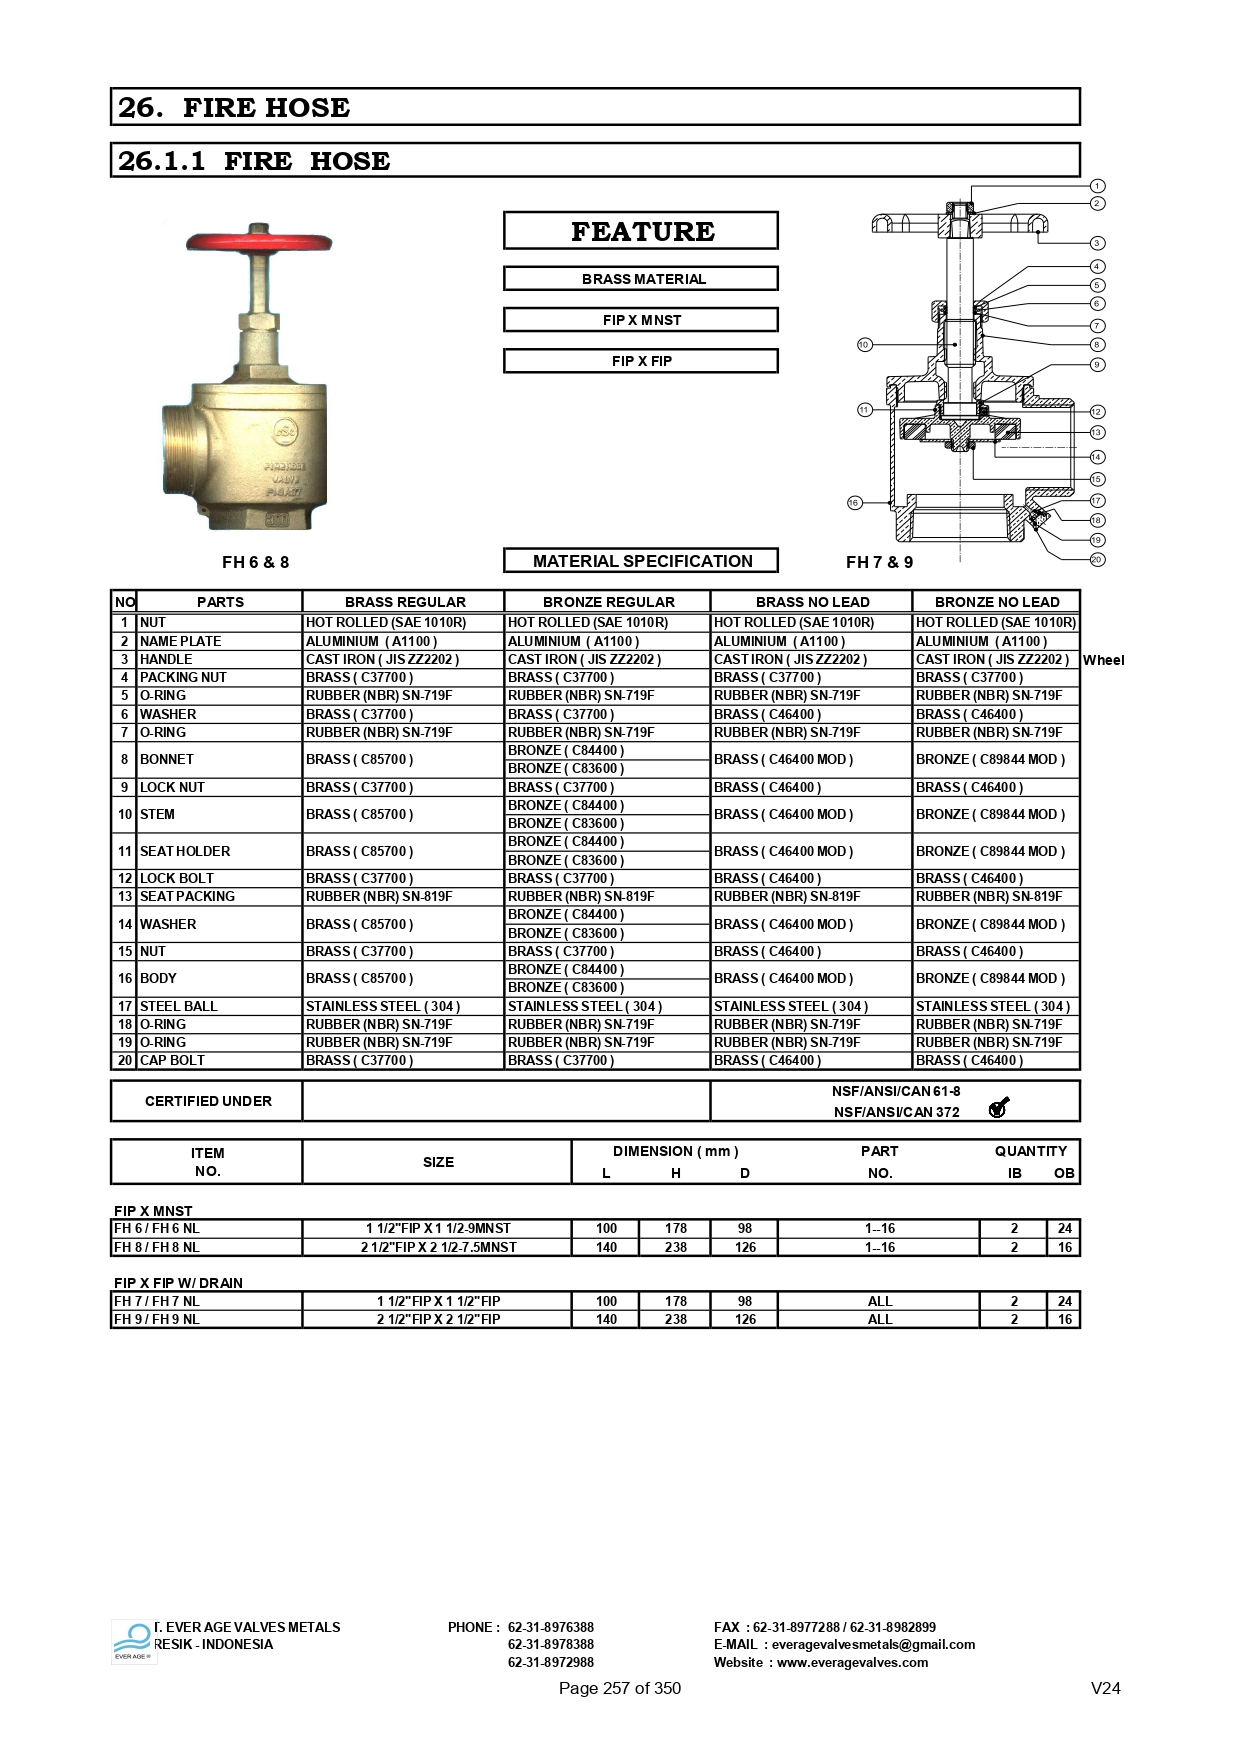 26. FIRE HOSE
26.1.1 FIRE HOSE
FEATURE
BRASS MATERIAL
FIP X MNST
FIP X FIP
1
2
3
4
5
6
7
8
9
10
11
12
13
14
15
16
17
18
19
20
FH 6 & 8
MATERIAL SPECIFICATION
FH 7 & 9
NO PARTS BRASS REGULAR BRONZE REGULAR BRASS NO LEAD BRONZE NO LEAD
1 NUT HOT ROLLED (SAE 1010R) HOT ROLLED (SAE 1010R) HOT ROLLED (SAE 1010R) HOT ROLLED (SAE 1010R)
2 NAME PLATE ALUMINIUM ( A1100 ) ALUMINIUM ( A1100 ) ALUMINIUM ( A1100 ) ALUMINIUM ( A1100 )
3 HANDLE CAST IRON ( JIS ZZ2202 ) CAST IRON ( JIS ZZ2202 ) CAST IRON ( JIS ZZ2202 ) CAST IRON ( JIS ZZ2202 ) Wheel
4 PACKING NUT BRASS ( C37700 ) BRASS ( C37700 ) BRASS ( C37700 ) BRASS ( C37700 )
5 O-RING RUBBER (NBR) SN-719F RUBBER (NBR) SN-719F RUBBER (NBR) SN-719F RUBBER (NBR) SN-719F
6 WASHER BRASS ( C37700 ) BRASS ( C37700 ) BRASS ( C46400 ) BRASS ( C46400 )
7 O-RING RUBBER (NBR) SN-719F RUBBER (NBR) SN-719F RUBBER (NBR) SN-719F RUBBER (NBR) SN-719F
8 BONNET BRASS ( C85700 ) BRONZE ( C84400 ) BRASS ( C46400 MOD ) BRONZE ( C89844 MOD )
BRONZE ( C83600 )
9 LOCK NUT BRASS ( C37700 ) BRASS ( C37700 ) BRASS ( C46400 ) BRASS ( C46400 )
10 STEM BRASS ( C85700 ) BRONZE ( C84400 ) BRASS ( C46400 MOD ) BRONZE ( C89844 MOD )
BRONZE ( C83600 )
11 SEAT HOLDER BRASS ( C85700 ) BRONZE ( C84400 ) BRASS ( C46400 MOD ) BRONZE ( C89844 MOD )
BRONZE ( C83600 )
12 LOCK BOLT BRASS ( C37700 ) BRASS ( C37700 ) BRASS ( C46400 ) BRASS ( C46400 )
13 SEAT PACKING RUBBER (NBR) SN-819F RUBBER (NBR) SN-819F RUBBER (NBR) SN-819F RUBBER (NBR) SN-819F
14 WASHER BRASS ( C85700 ) BRONZE ( C84400 ) BRASS ( C46400 MOD ) BRONZE ( C89844 MOD )
BRONZE ( C83600 )
15 NUT BRASS ( C37700 ) BRASS ( C37700 ) BRASS ( C46400 ) BRASS ( C46400 )
16 BODY BRASS ( C85700 ) BRONZE ( C84400 ) BRASS ( C46400 MOD ) BRONZE ( C89844 MOD )
BRONZE ( C83600 )
17 STEEL BALL STAINLESS STEEL ( 304 ) STAINLESS STEEL ( 304 ) STAINLESS STEEL ( 304 ) STAINLESS STEEL ( 304 )
18 O-RING RUBBER (NBR) SN-719F RUBBER (NBR) SN-719F RUBBER (NBR) SN-719F RUBBER (NBR) SN-719F
19 O-RING RUBBER (NBR) SN-719F RUBBER (NBR) SN-719F RUBBER (NBR) SN-719F RUBBER (NBR) SN-719F
20 CAP BOLT BRASS ( C37700 ) BRASS ( C37700 ) BRASS ( C46400 ) BRASS ( C46400 )
CERTIFIED UNDER
NSF/ANSI/CAN 61-8
NSF/ANSI/CAN 372
ITEM NO. SIZE DIMENSION ( mm ) PART NO. QUANTITY
L H D IB OB
FIP X MNST
FH 6 / FH 6 NL 1 1/2"FIP X 1 1/2-9MNST 100 178 98 1--16 2 24
FH 8 / FH 8 NL 2 1/2"FIP X 2 1/2-7.5MNST 140 238 126 1--16 2 16
FIP X FIP W/ DRAIN
FH 7 / FH 7 NL 1 1/2"FIP X 1 1/2"FIP 100 178 98 ALL 2 24
FH 9 / FH 9 NL 2 1/2"FIP X 2 1/2"FIP 140 238 126 ALL 2 16
T. EVER AGE VALVES METALS PHONE : 62-31-8976388 FAX : 62-31-8977288 / 62-31-8982899
RESIK - INDONESIA 62-31-8978388 E-MAIL : everagevalvesmetals@gmail.com
EVER AGE ®
62-31-8972988 Website : www.everagevalves.com
Page 257 of 350 V24